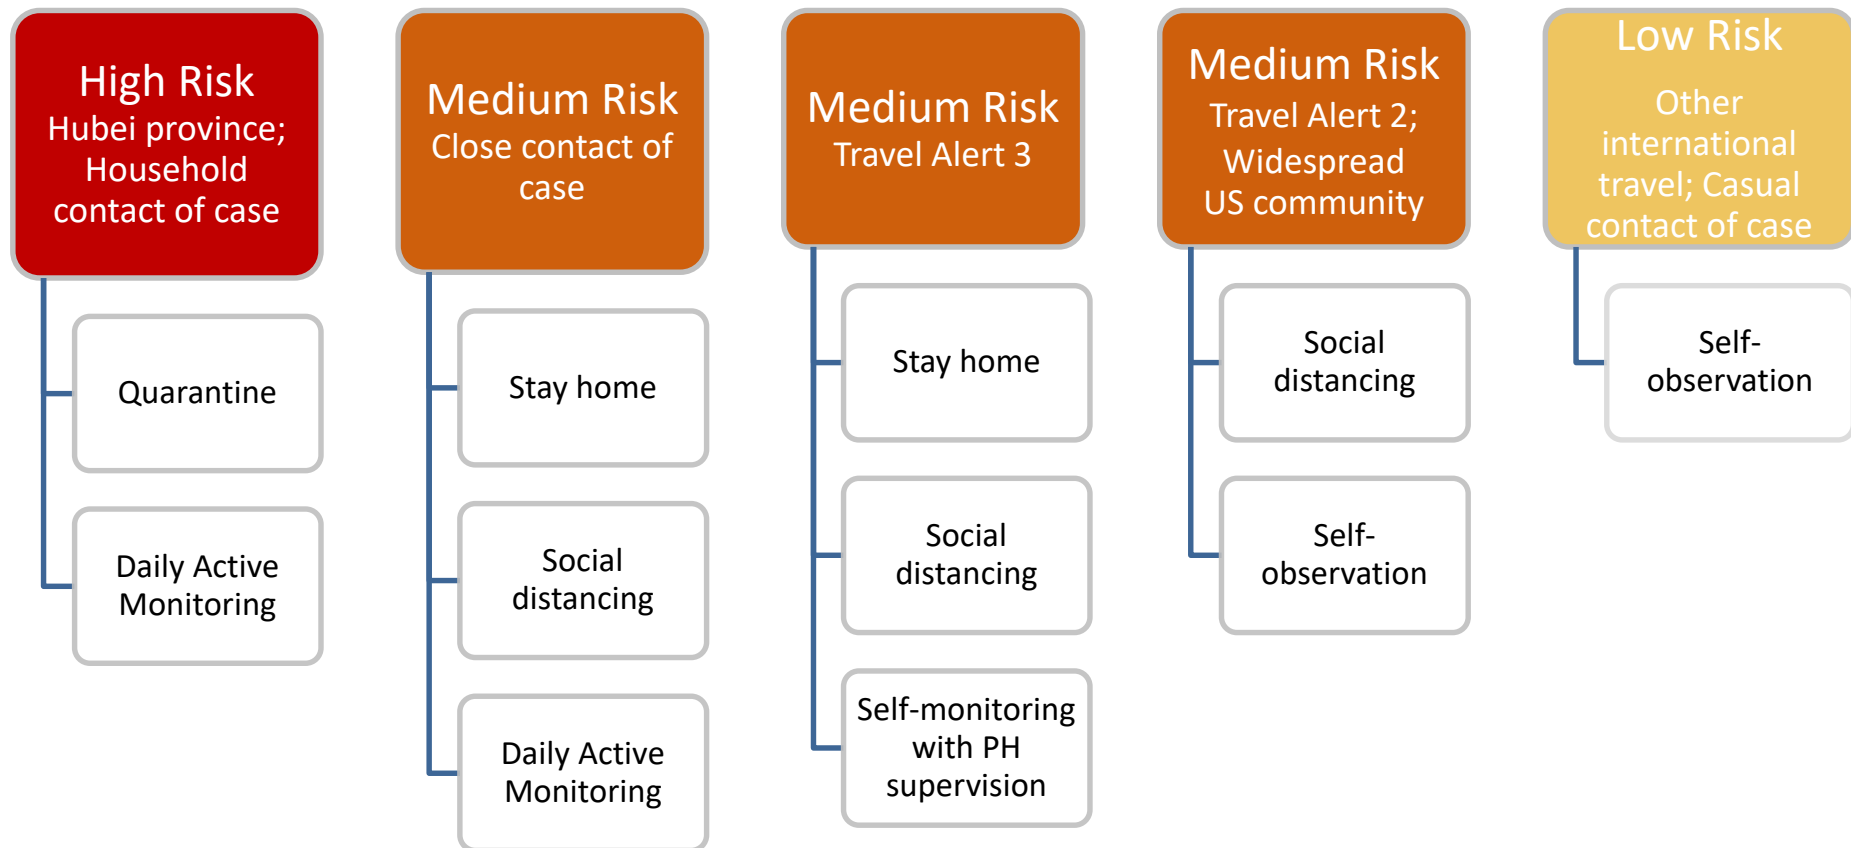 High Risk
Hubei province;
Household
contact of case
Quarantine
Daily Active
Monitoring
Medium Risk
Close contact of
case
Stay home
Social
distancing
Daily Active
Monitoring
Medium Risk
Travel Alert 3
Stay home
Social
distancing
Self-monitoring
with PH
supervision
Medium Risk
Travel Alert 2;
Widespread
US community
Social
distancing
Self-
observation
Low Risk
Other
international
travel; Casual
contact of case
Self-
observation